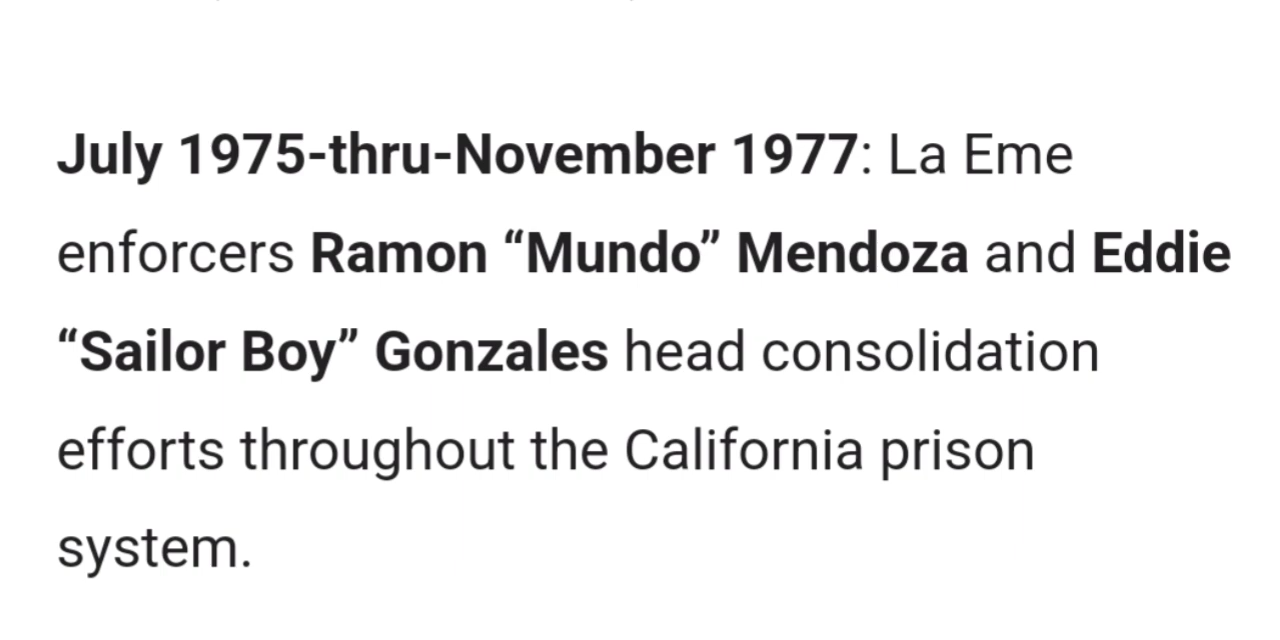 July 1975-thru-November 1977: La Eme
enforcers Ramon “Mundo” Mendoza and Eddie
“Sailor Boy” Gonzales head consolidation
efforts throughout the California prison
system.